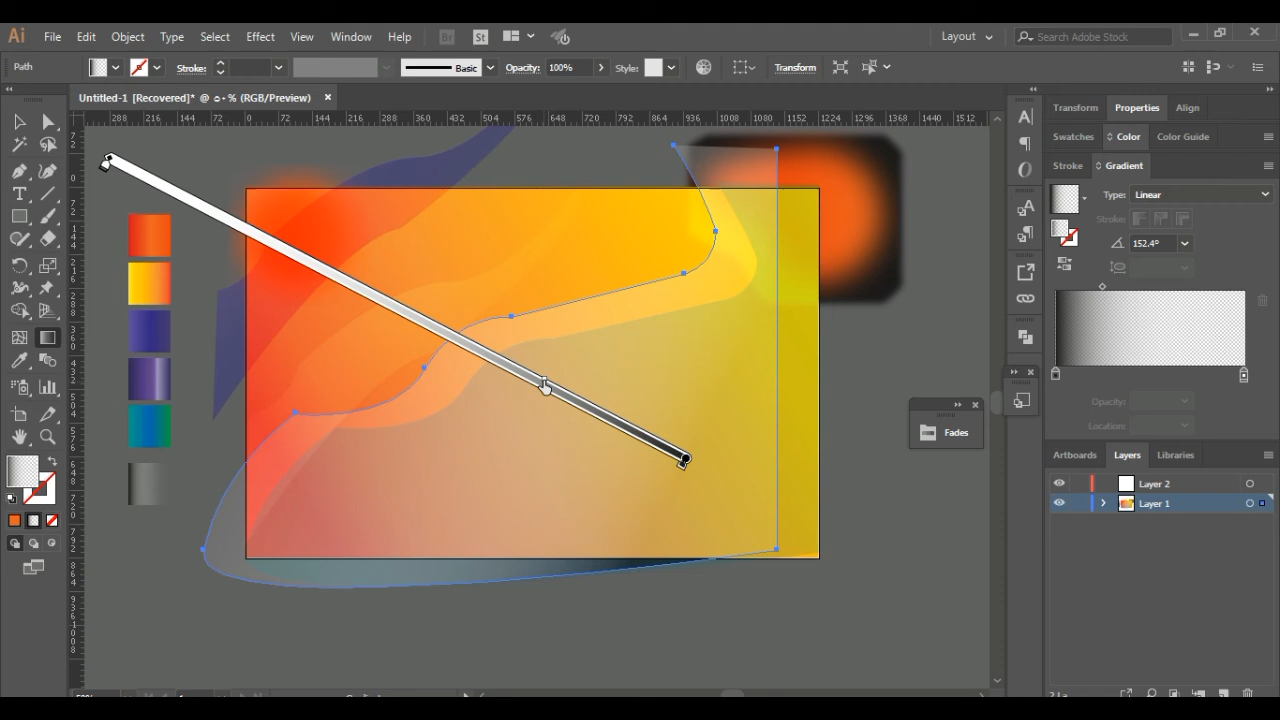 Ai File Edit Object Type Select Effect View Window Help Br St Layout Search Adobe Stock
Path Stroke: Basic Opacity: 100% Style: Transform
Untitled-1 [Recovered]* @ ٥٠% (RGB/Preview) ×
288 216 144 72 0 72 144 216 288 360 432 504 576 648 720 792 864 936 1008 1080 1152 1224 1296 1368 1440 1512
Transform Properties Align
Swatches Color Color Guide
Stroke Gradient
Type: Linear
Stroke:
152.4°
Opacity:
Location:
Fades
Artboards Layers Libraries
Layer 2
Layer 1